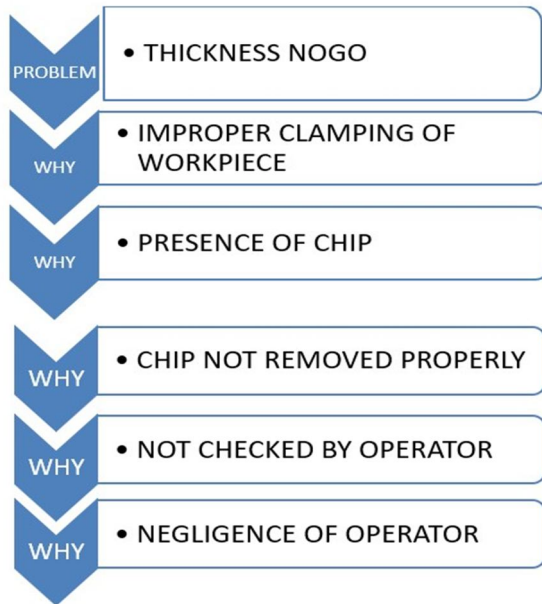 PROBLEM
• THICKNESS NOGO
WHY
• IMPROPER CLAMPING OF
WORKPIECE
WHY
• PRESENCE OF CHIP
WHY
• CHIP NOT REMOVED PROPERLY
WHY
• NOT CHECKED BY OPERATOR
WHY
• NEGLIGENCE OF OPERATOR